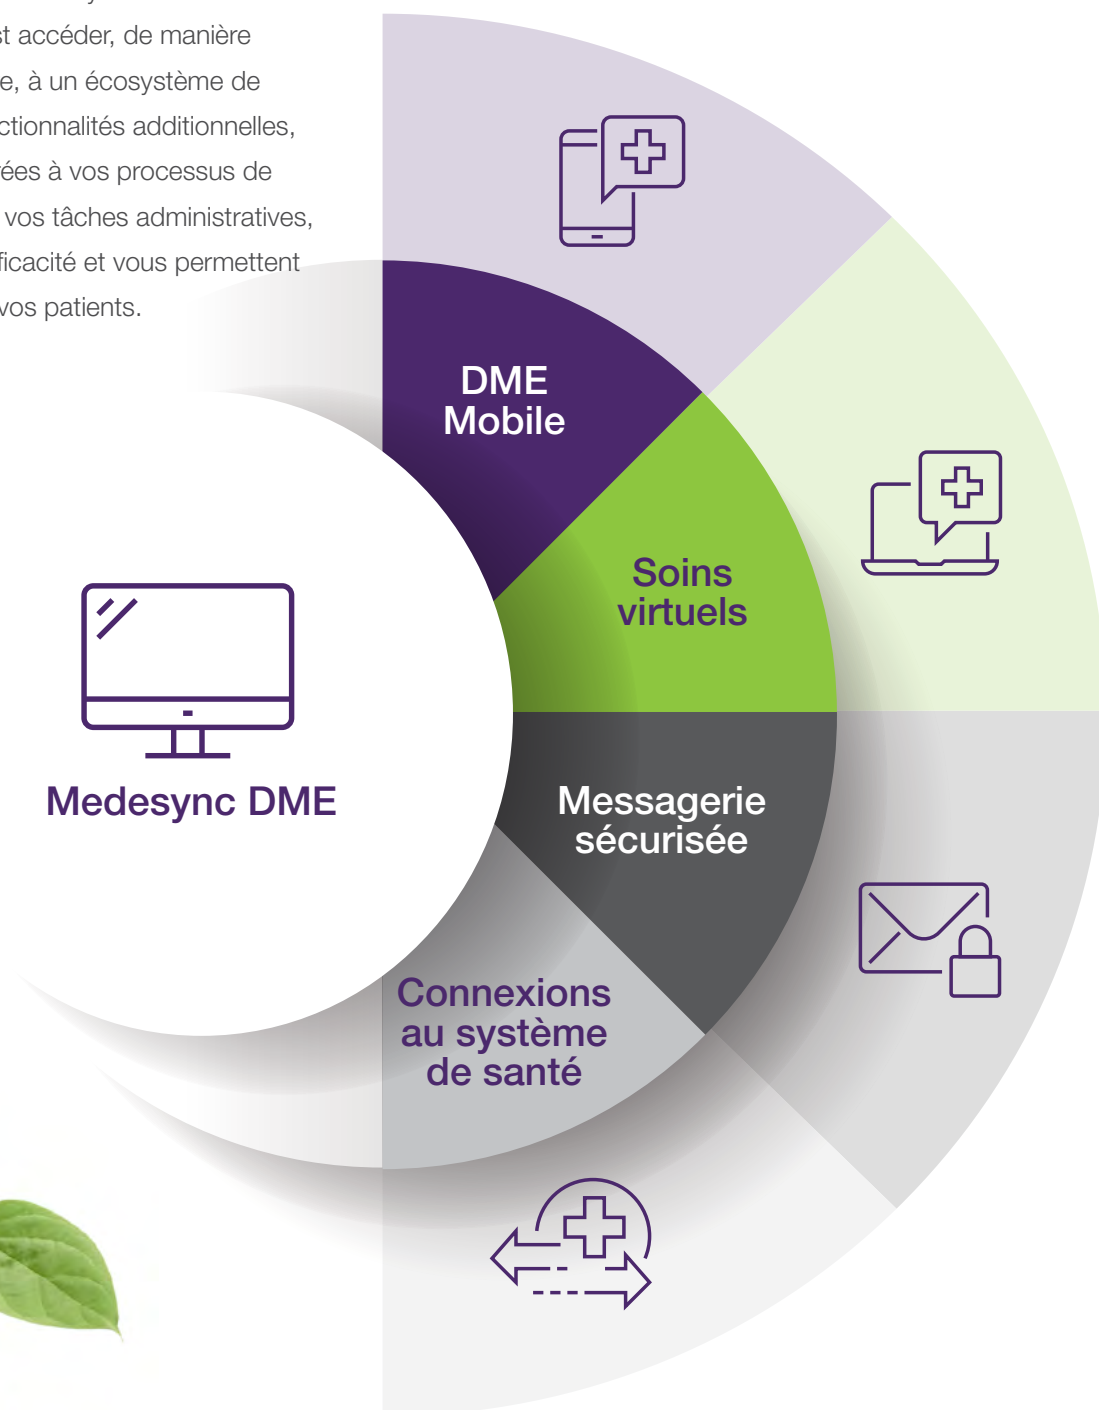 st accéder, de manière
e, à un écosystème de
ctionnalités additionnelles,
ées à vos processus de
vos tâches administratives,
ficacité et vous permettent
vos patients.
DME
Mobile
Soins
virtuels
Medesync DME
Messagerie
sécurisée
Connexions
au système
de santé